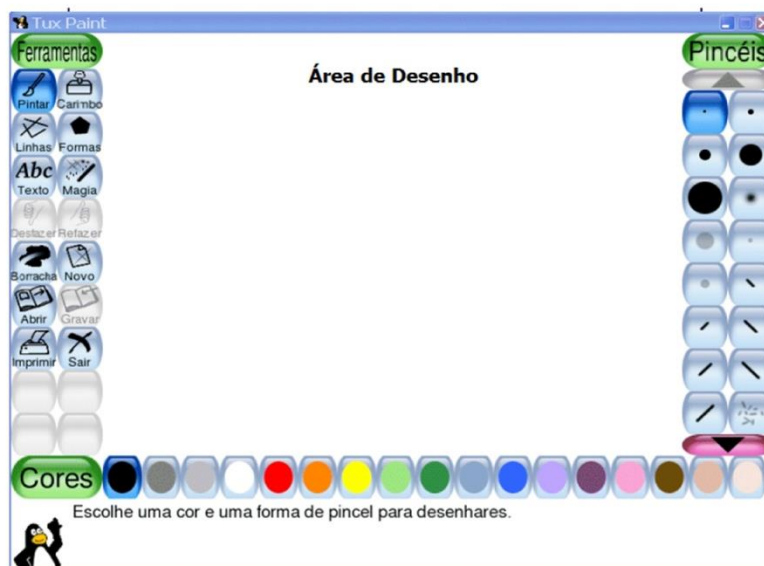 Tux Paint
Ferramentas
Pincéis
Área de Desenho
Pintar Carimbo
Linhas Formas
Abc
Texto Magia
Desfazer Refazer
Borracha Novo
Abrir Gravar
Imprimir Sair
Cores
Escolhe uma cor e uma forma de pincel para desenhares.